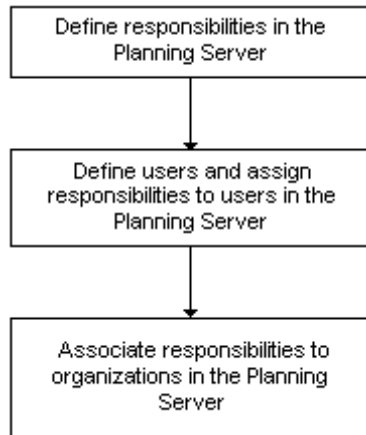 Define responsibilities in the
Planning Server
Define users and assign
responsibilities to users in the
Planning Server
Associate responsibilities to
organizations in the Planning
Server